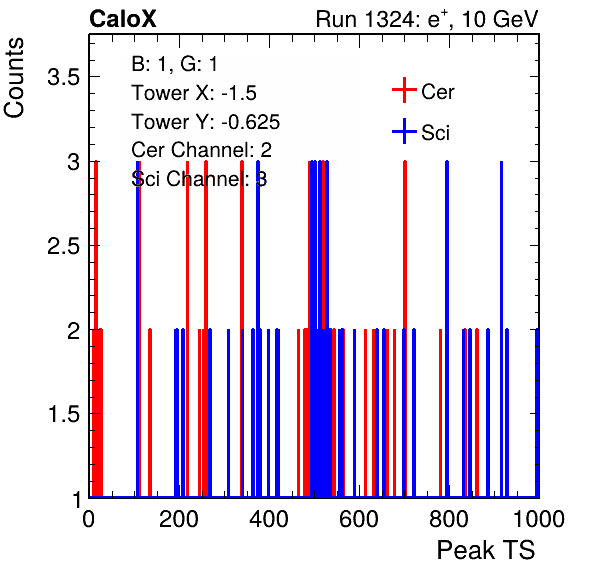 CaloX
Run 1324: e+, 10 GeV
Counts
B: 1, G: 1
Tower X: -1.5
Tower Y: -0.625
Cer Channel: 2
Sci Channel: 3
Cer
Sci
3.5
3
2.5
2
1.5
1
0 200 400 600 800 1000
Peak TS